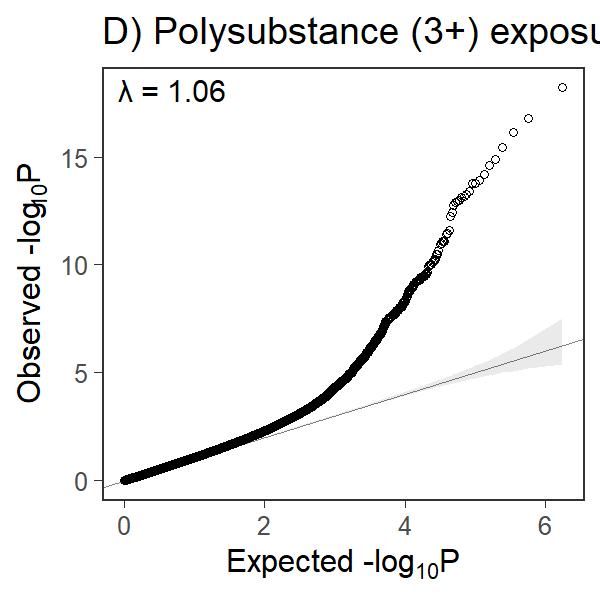 D) Polysubstance (3+) exposu
λ = 1.06
Observed -log10P
15
10
5
0
0 2 4 6
Expected -log10P